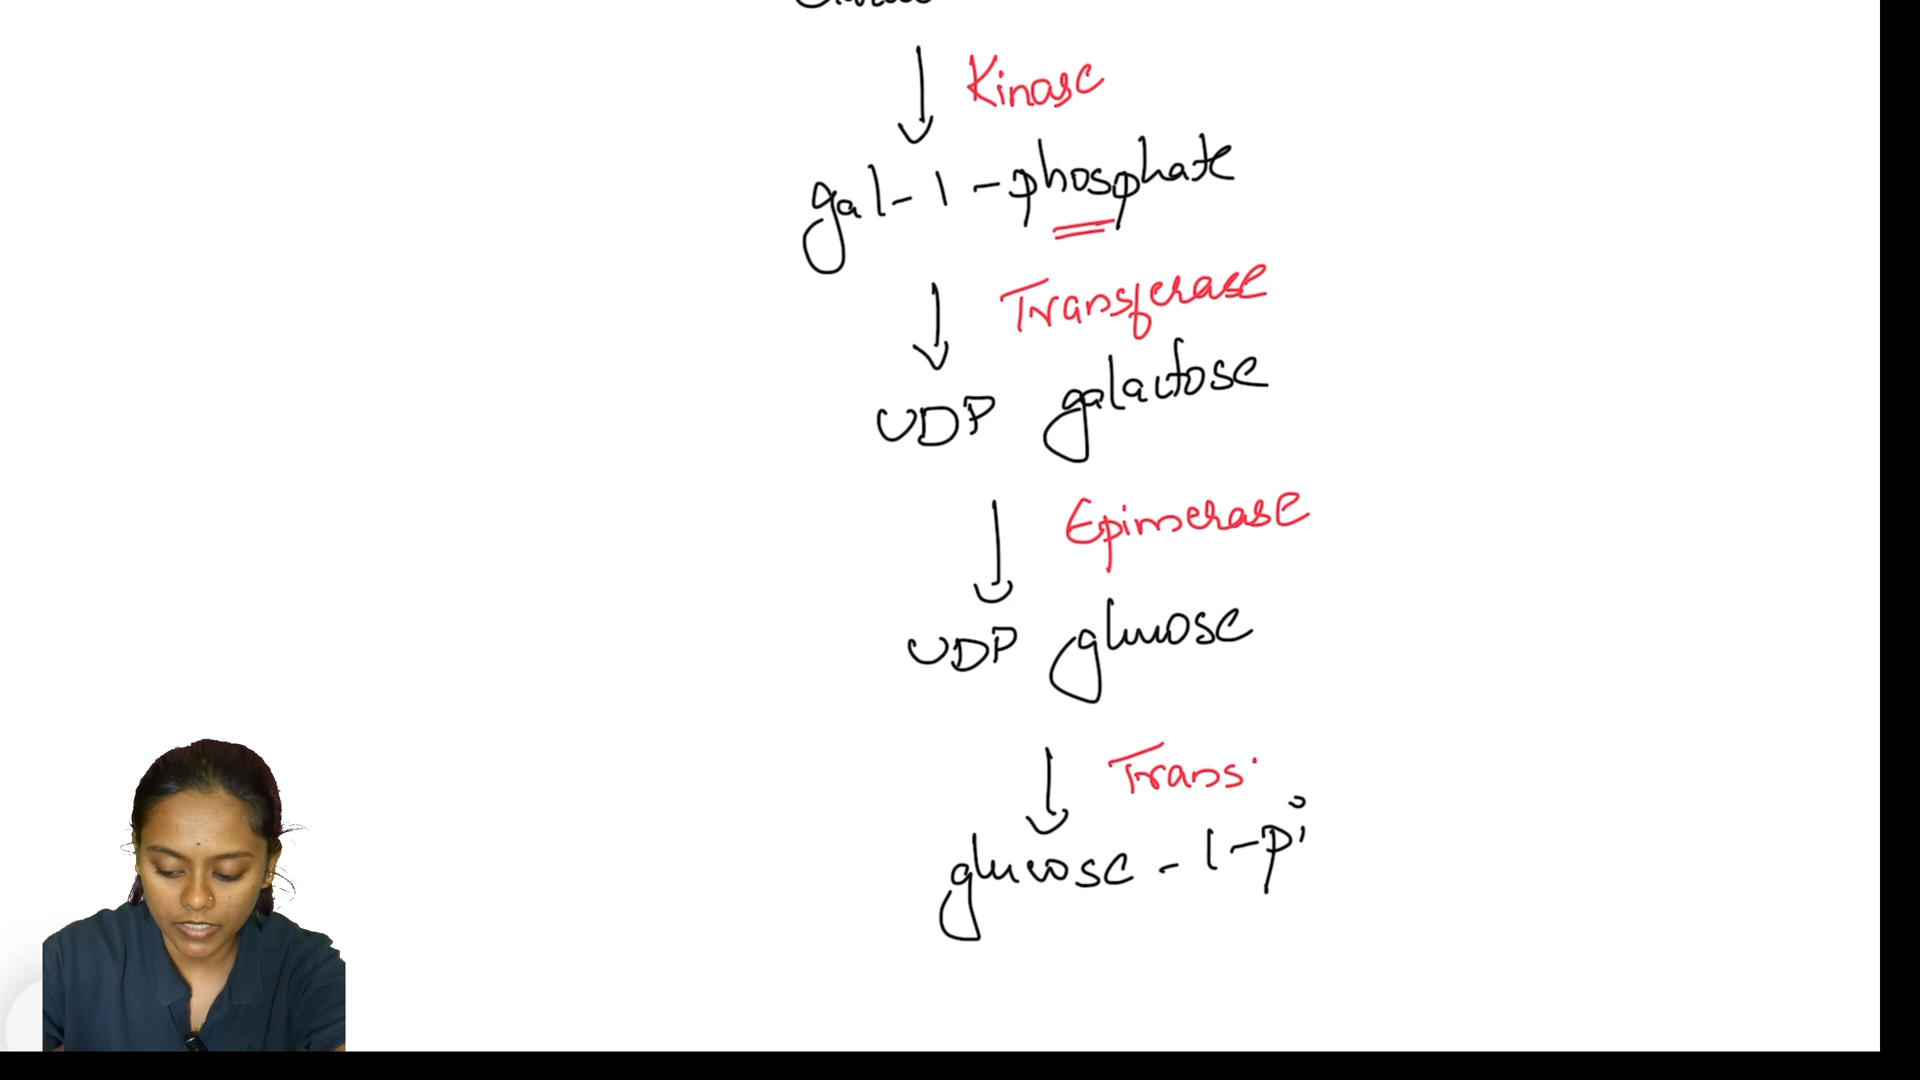 Kinase
gal-1-phosphate
Transferase
UDP galactose
Epimerase
UDP glucose
Trans.
glucose-1-pi